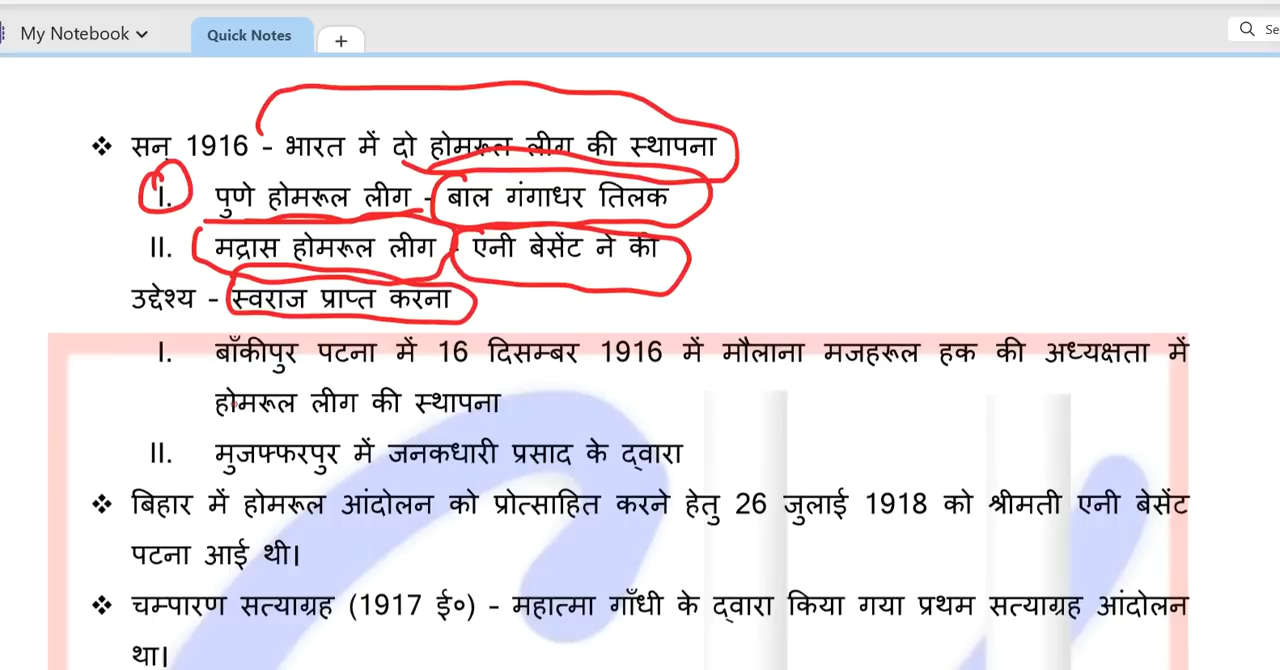 My Notebook
Quick Notes
+
Se
❖ सन् 1916 - भारत में दो होमरूल लीग की स्थापना
I. पुणे होमरूल लीग - बाल गंगाधर तिलक
II. मद्रास होमरूल लीग - एनी बेसेंट ने की
उद्देश्य - स्वराज प्राप्त करना
I. बाँकीपुर पटना में 16 दिसम्बर 1916 में मौलाना मजहरूल हक की अध्यक्षता में
होमरूल लीग की स्थापना
II. मुजफ्फरपुर में जनकधारी प्रसाद के द्वारा
❖ बिहार में होमरूल आंदोलन को प्रोत्साहित करने हेतु 26 जुलाई 1918 को श्रीमती एनी बेसेंट
पटना आई थी।
❖ चम्पारण सत्याग्रह (1917 ई०) - महात्मा गाँधी के द्वारा किया गया प्रथम सत्याग्रह आंदोलन
था।